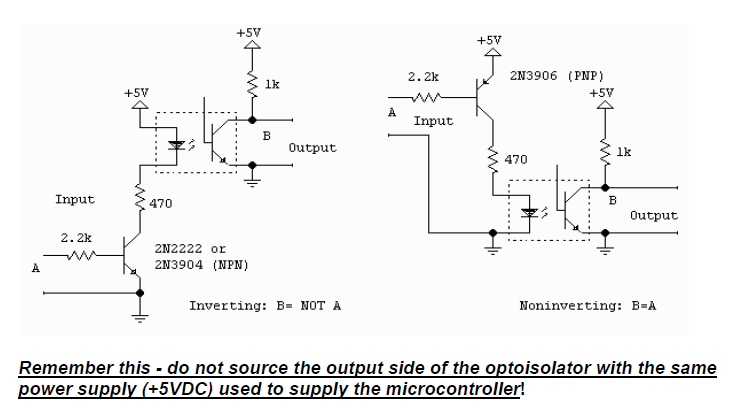 +5V
1k
+5V
B
Output
Input
470
2.2k
A
2N2222 or
2N3904 (NPN)
Inverting: B= NOT A
+5V
2.2k
2N3906 (PNP)
+5V
A
Input
1k
470
B
Output
Noninverting: B=A
Remember this - do not source the output side of the optoisolator with the same
power supply (+5VDC) used to supply the microcontroller!